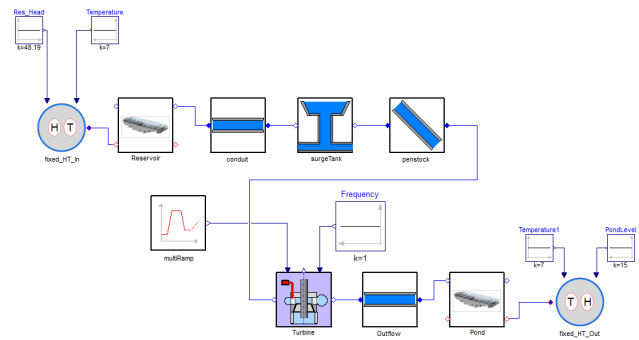 Res_Head
k=48.19
Temperature
k=7
H T
fixed_HT_In
Reservoir
conduit
surgeTank
penstock
multiRamp
Frequency
k=1
Temperature1
k=7
PondLevel
k=15
Turbine
Outflow
Pond
T H
fixed_HT_Out